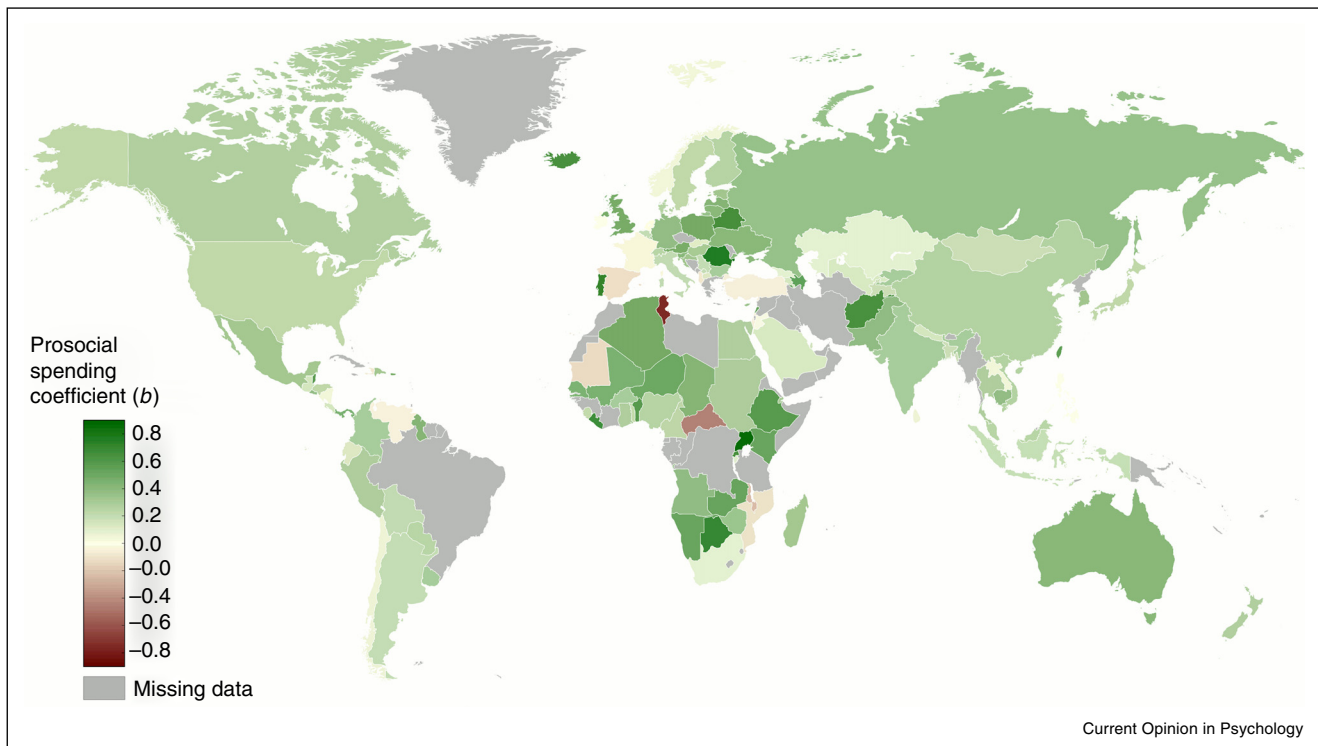 Prosocial
spending
coefficient (b)
0.8
0.6
0.4
0.2
0.0
–0.0
–0.4
–0.6
–0.8
Missing data
Current Opinion in Psychology